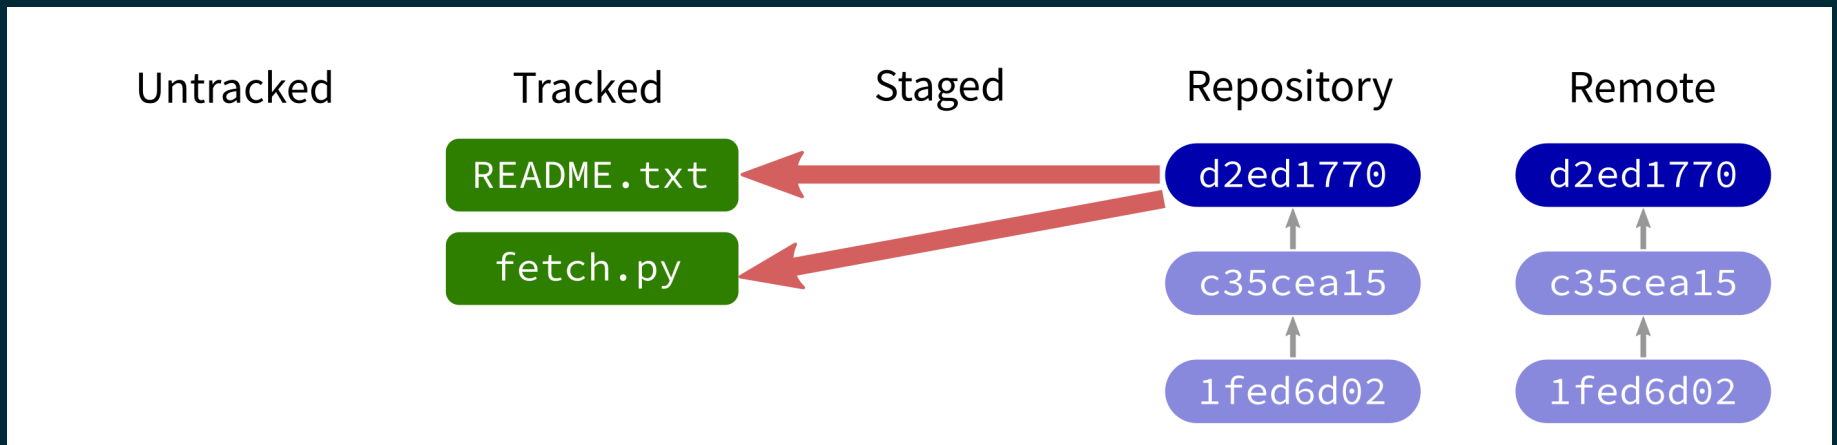 Untracked Tracked Staged Repository Remote
README.txt d2ed1770 d2ed1770
fetch.py c35cea15 c35cea15
1fed6d02 1fed6d02